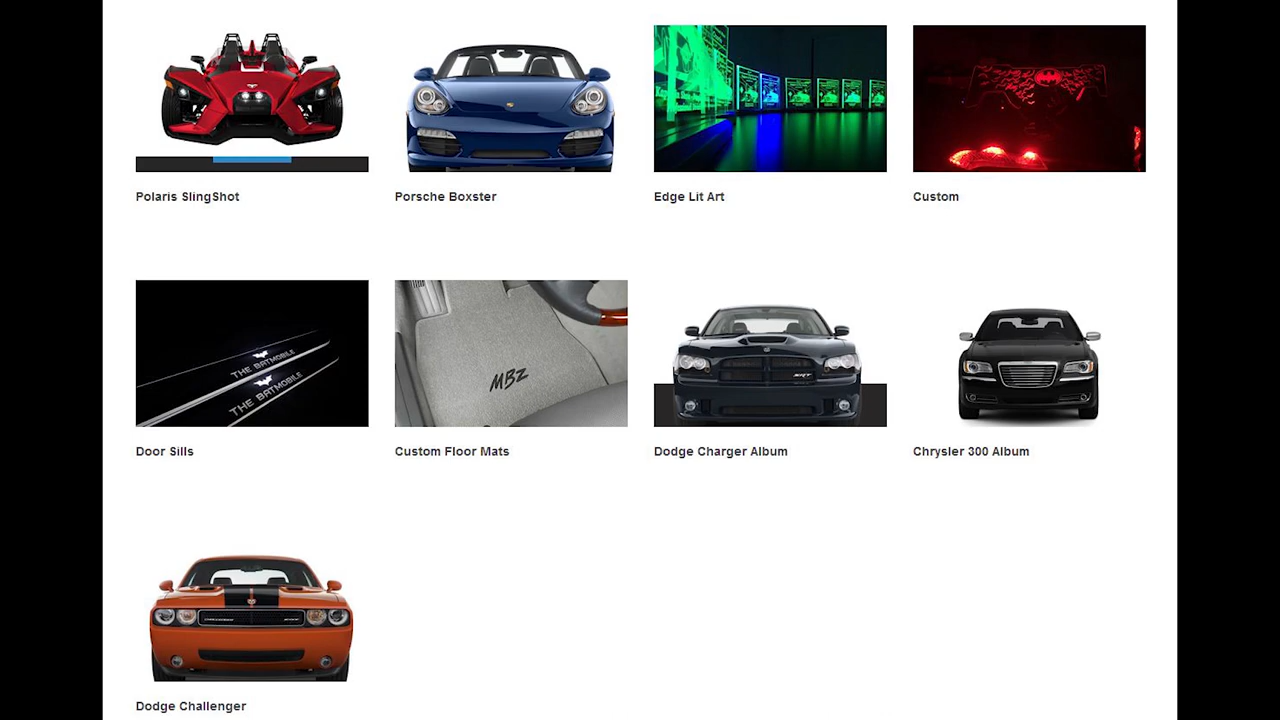 Polaris SlingShot
Porsche Boxster
Edge Lit Art
Custom
THE BATMOBILE
THE BATMOBILE
MBZ
SRT
Door Sills
Custom Floor Mats
Dodge Charger Album
Chrysler 300 Album
Dodge Challenger